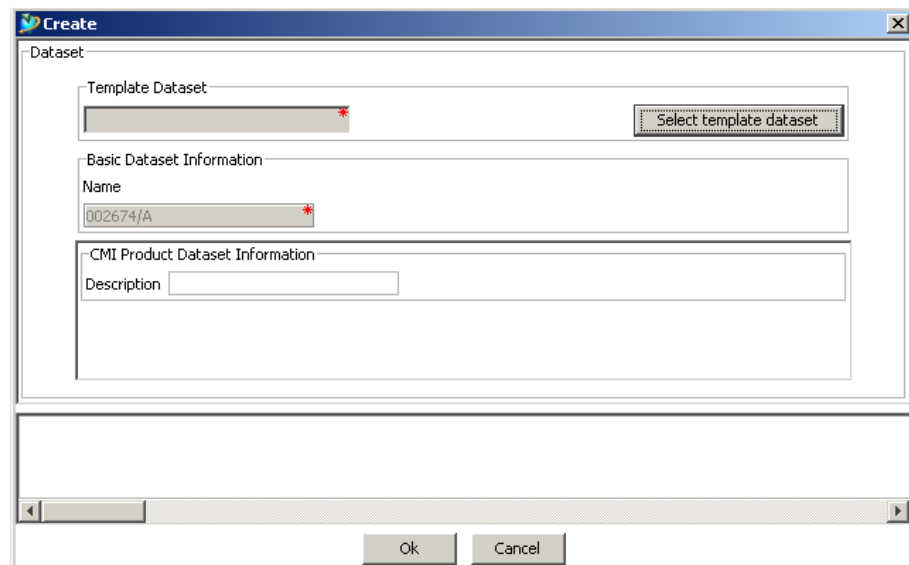 Create
Dataset
Template Dataset
*
Select template dataset
Basic Dataset Information
Name
002674/A *
CMI Product Dataset Information
Description
Ok Cancel